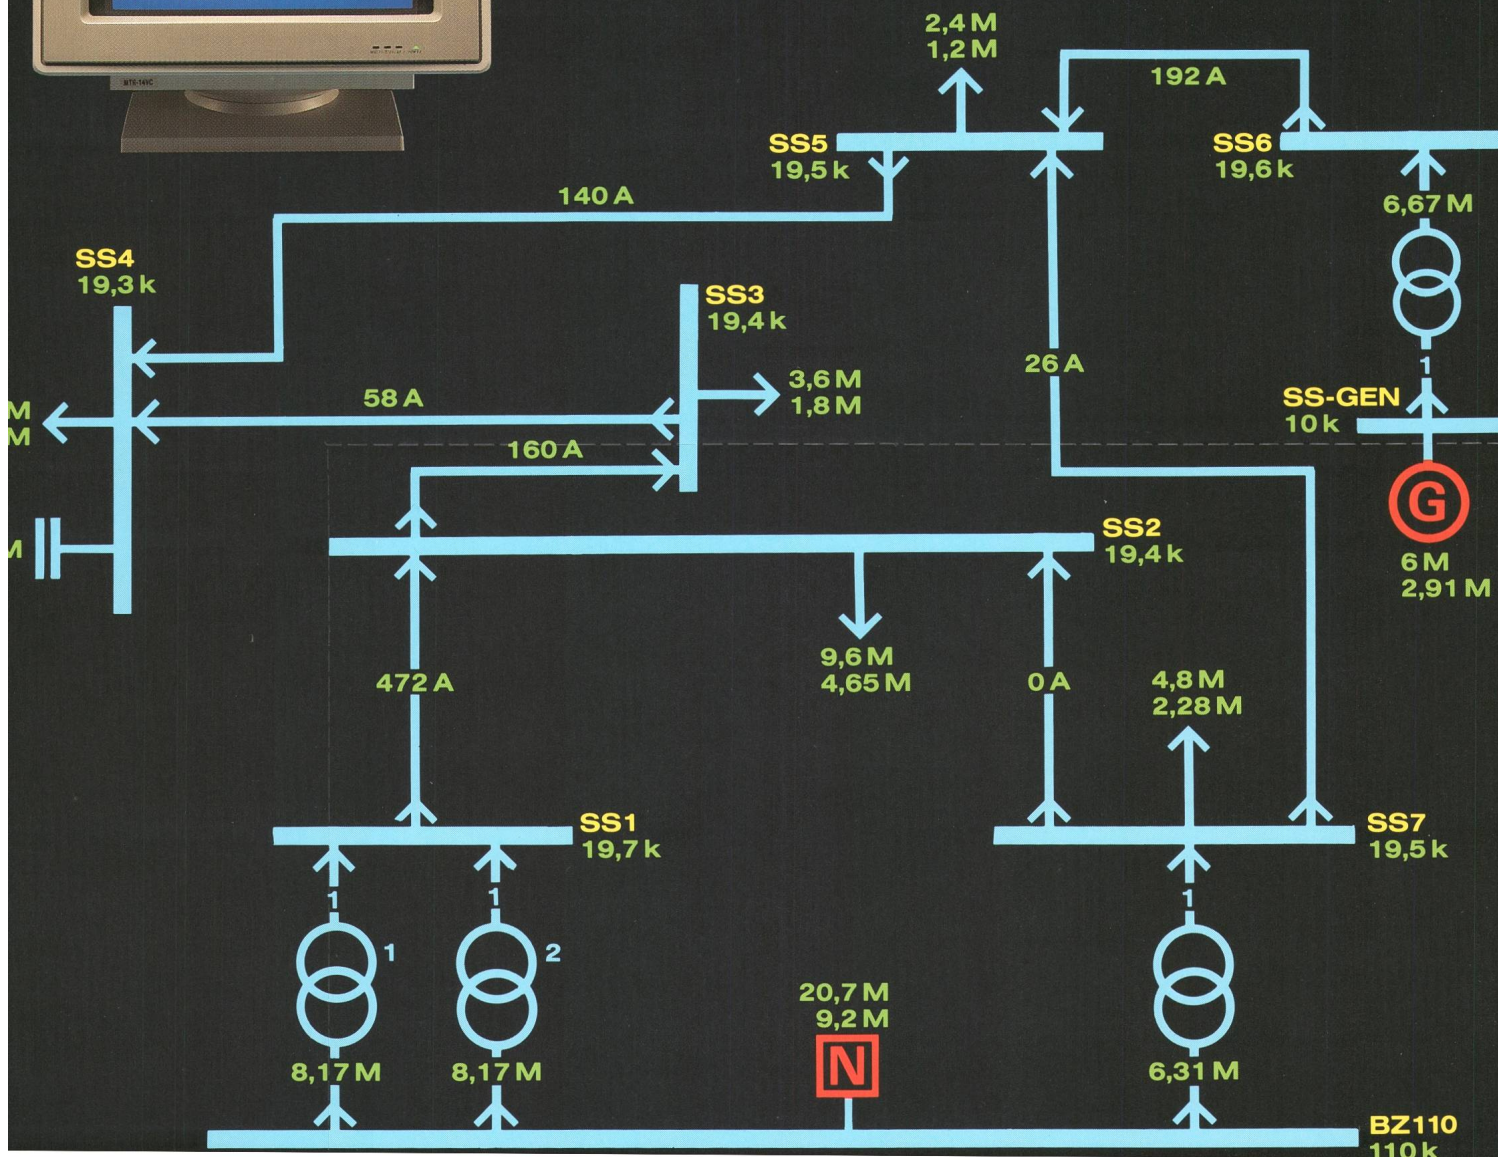 2,4 M
1,2 M
192 A
SS5
19,5 k
SS6
19,6 k
6,67 M
140 A
SS4
19,3 k
SS3
19,4 k
3,6 M
1,8 M
26 A
1
SS-GEN
10 k
58 A
M
M
160 A
G
6 M
2,91 M
M
SS2
19,4 k
9,6 M
4,65 M
472 A
0 A
4,8 M
2,28 M
SS1
19,7 k
SS7
19,5 k
1
1
1
1
2
20,7 M
9,2 M
N
8,17 M
8,17 M
6,31 M
BZ110
110 k